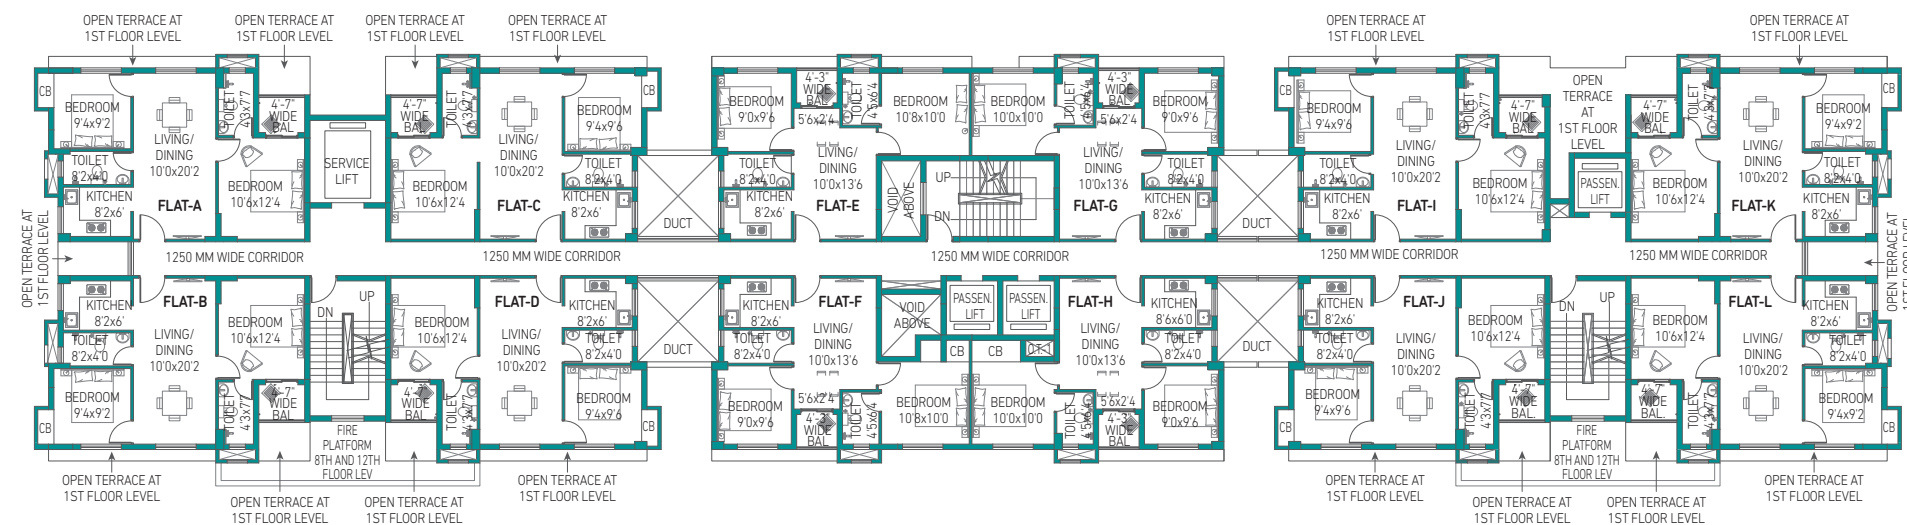 OPEN TERRACE AT
1ST FLOOR LEVEL
OPEN TERRACE AT
1ST FLOOR LEVEL
OPEN TERRACE AT
1ST FLOOR LEVEL
OPEN TERRACE AT
1ST FLOOR LEVEL
OPEN TERRACE AT
1ST FLOOR LEVEL
OPEN TERRACE AT
1ST FLOOR LEVEL
CB
BEDROOM
9'4x9'2
LIVING/
DINING
10'0x20'2
TOILET
8'2x4'0
KITCHEN
8'2x6'
FLAT-A
TOILET
4'3x7'7
4'-7"
WIDE
BAL
BEDROOM
10'6x12'4
SERVICE
LIFT
4'-7"
WIDE
BAL
TOILET
4'3x7'7
BEDROOM
10'6x12'4
LIVING/
DINING
10'0x20'2
FLAT-C
BEDROOM
9'4x9'6
CB
TOILET
8'2x4'0
KITCHEN
8'2x6'
DUCT
BEDROOM
9'0x9'6
4'-3"
WIDE
BAL
5'6x2'4
TOILET
4'5x6'4
TOILET
8'2x4'0
KITCHEN
8'2x6'
LIVING/
DINING
10'0x13'6
FLAT-E
BEDROOM
10'8x10'0
VOID
ABOVE
UP
DN
BEDROOM
10'0x10'0
TOILET
4'5x6'4
4'-3"
WIDE
BAL
5'6x2'4
LIVING/
DINING
10'0x13'6
FLAT-G
BEDROOM
9'0x9'6
TOILET
8'2x4'0
KITCHEN
8'2x6'
DUCT
CB
BEDROOM
9'4x9'6
TOILET
8'2x4'0
KITCHEN
8'2x6'
LIVING/
DINING
10'0x20'2
FLAT-I
TOILET
4'3x7'7
4'-7"
WIDE
BAL
BEDROOM
10'6x12'4
OPEN
TERRACE
AT
1ST FLOOR
LEVEL
PASSEN.
LIFT
4'-7"
WIDE
BAL
TOILET
4'3x7'7
BEDROOM
10'6x12'4
LIVING/
DINING
10'0x20'2
FLAT-K
BEDROOM
9'4x9'2
CB
TOILET
8'2x4'0
KITCHEN
8'2x6'
OPEN TERRACE AT
1ST FLOOR LEVEL
1250 MM WIDE CORRIDOR
1250 MM WIDE CORRIDOR
1250 MM WIDE CORRIDOR
1250 MM WIDE CORRIDOR
1250 MM WIDE CORRIDOR
OPEN TERRACE AT
1ST FLOOR LEVEL
KITCHEN
8'2x6'
TOILET
8'2x4'0
BEDROOM
9'4x9'2
CB
FLAT-B
LIVING/
DINING
10'0x20'2
BEDROOM
10'6x12'4
TOILET
4'3x7'7
4'-7"
WIDE
BAL
DN
UP
BEDROOM
10'6x12'4
4'-7"
WIDE
BAL
TOILET
4'3x7'7
FLAT-D
LIVING/
DINING
10'0x20'2
KITCHEN
8'2x6'
TOILET
8'2x4'0
BEDROOM
9'4x9'6
CB
DUCT
KITCHEN
8'2x6'
TOILET
8'2x4'0
BEDROOM
9'0x9'6
FLAT-F
LIVING/
DINING
10'0x13'6
5'6x2'4
4'-3"
WIDE
BAL
TOILET
4'5x6'4
VOID
ABOVE
PASSEN.
LIFT
PASSEN.
LIFT
CB
CB
O.T.1
BEDROOM
10'8x10'0
BEDROOM
10'0x10'0
FLAT-H
LIVING/
DINING
10'0x13'6
TOILET
4'5x6'4
5'6x2'4
4'-3"
WIDE
BAL
KITCHEN
8'6x6'0
TOILET
8'2x4'0
BEDROOM
9'0x9'6
DUCT
KITCHEN
8'2x6'
TOILET
8'2x4'0
BEDROOM
9'4x9'6
CB
FLAT-J
LIVING/
DINING
10'0x20'2
BEDROOM
10'6x12'4
TOILET
4'3x7'7
4'-7"
WIDE
BAL.
DN
UP
BEDROOM
10'6x12'4
4'-7"
WIDE
BAL.
TOILET
4'3x7'7
FLAT-L
LIVING/
DINING
10'0x20'2
KITCHEN
8'2x6'
TOILET
8'2x4'0
BEDROOM
9'4x9'2
CB
FIRE
PLATFORM
8TH AND 12TH
FLOOR LEV
FIRE
PLATFORM
8TH AND 12TH
FLOOR LEV
OPEN TERRACE AT
1ST FLOOR LEVEL
OPEN TERRACE AT
1ST FLOOR LEVEL
OPEN TERRACE AT
1ST FLOOR LEVEL
OPEN TERRACE AT
1ST FLOOR LEVEL
OPEN TERRACE AT
1ST FLOOR LEVEL
OPEN TERRACE AT
1ST FLOOR LEVEL
OPEN TERRACE AT
1ST FLOOR LEVEL
OPEN TERRACE AT
1ST FLOOR LEVEL